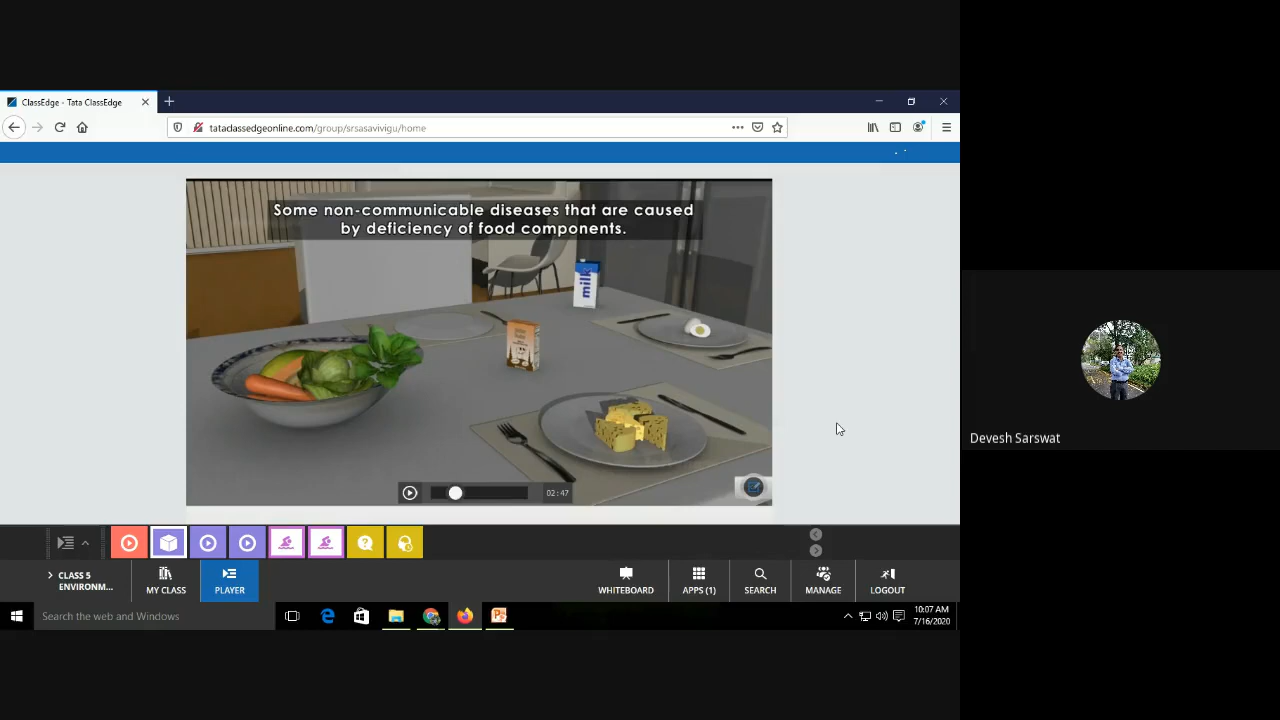 ClassEdge - Tata ClassEdge
tataclassedgeonline.com/group/srsasavivigu/home
Some non-communicable diseases that are caused
by deficiency of food components.
milk
02:47
CLASS 5
ENVIRONM...
MY CLASS
PLAYER
WHITEBOARD
APPS (1)
SEARCH
MANAGE
LOGOUT
Search the web and Windows
10:07 AM
7/16/2020
Devesh Sarswat